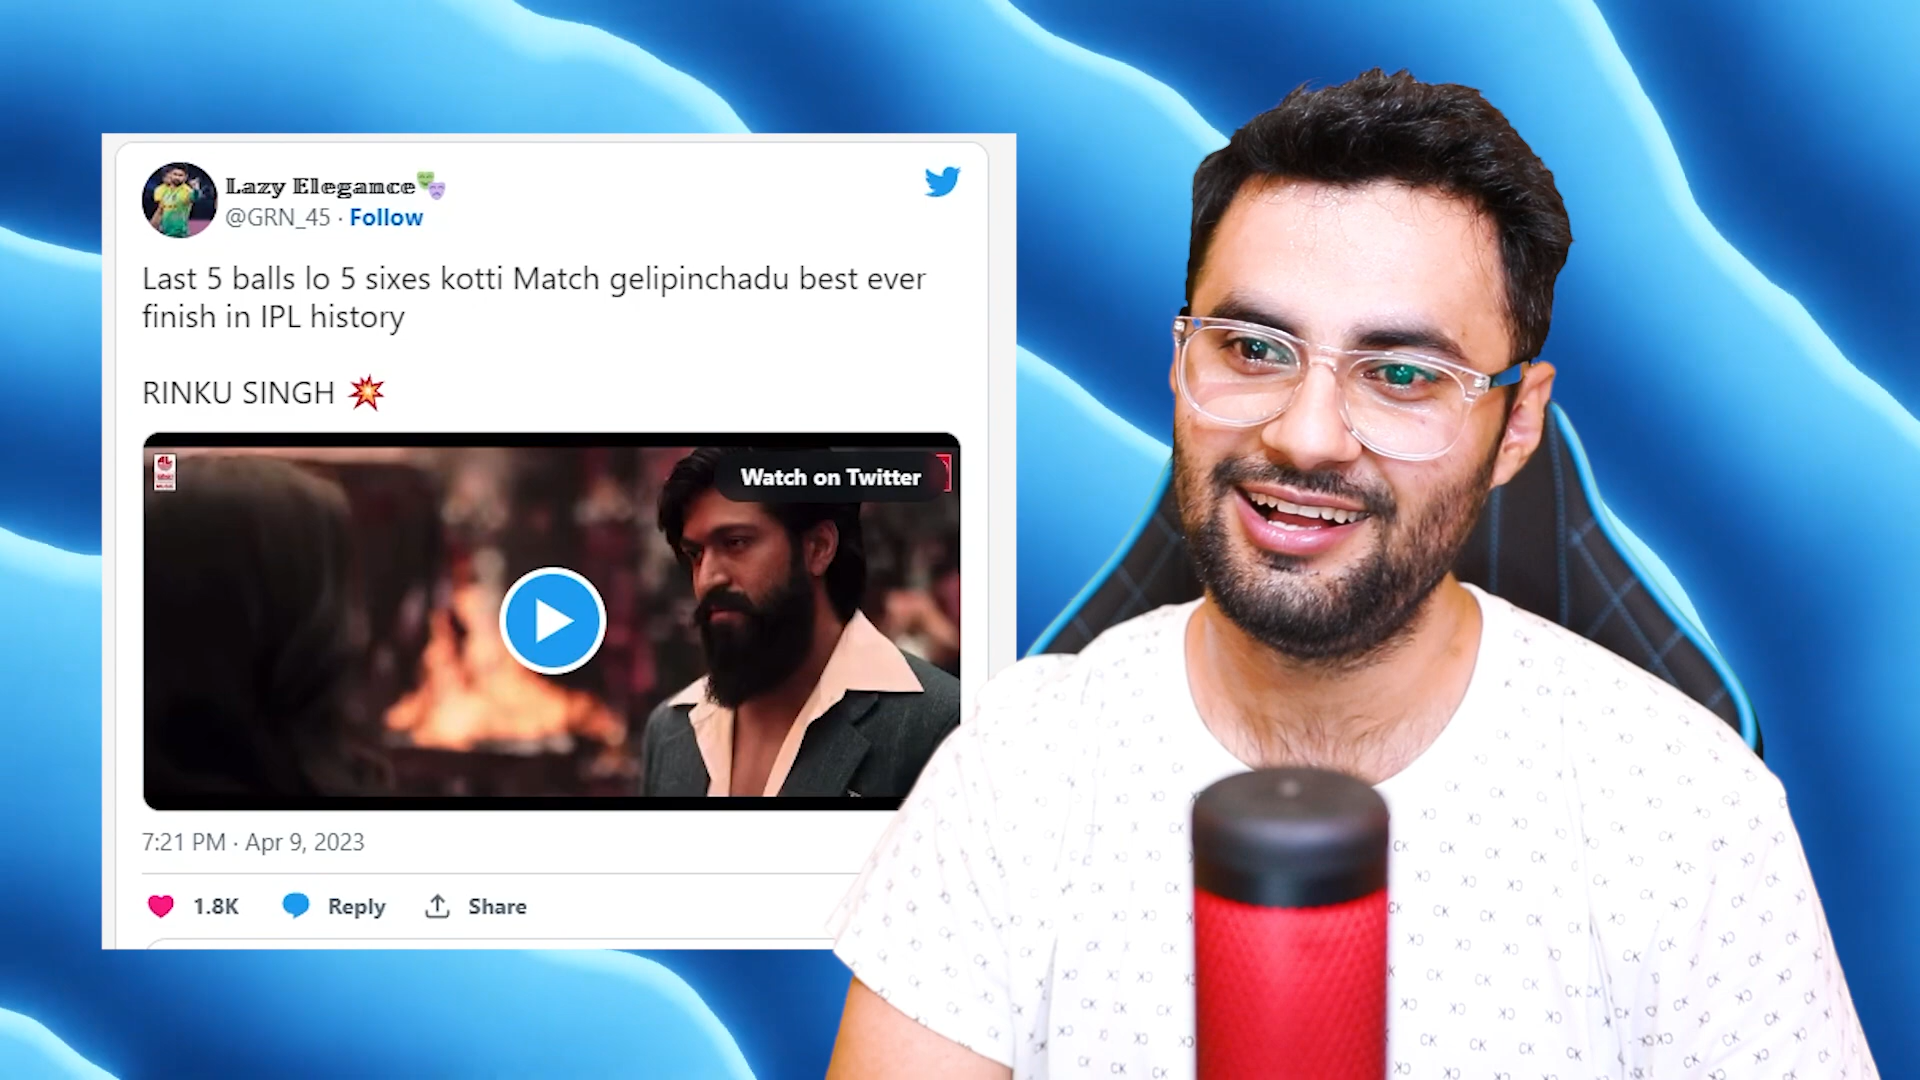 Lazy Elegance
@GRN_45 · Follow
Last 5 balls lo 5 sixes kotti Match gelipinchadu best ever
finish in IPL history
RINKU SINGH 💥
Watch on Twitter
7:21 PM · Apr 9, 2023
1.8K Reply Share
CK